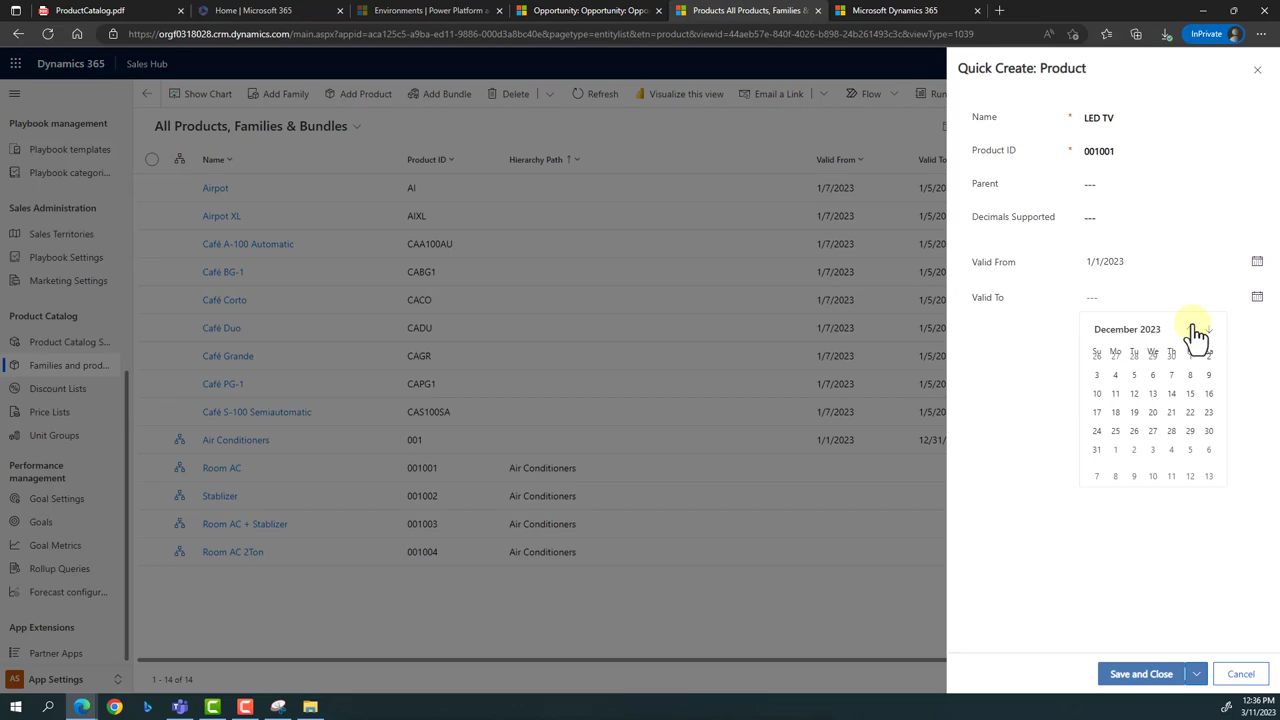 ProductCatalog.pdf
Home | Microsoft 365
Environments | Power Platform a
Opportunity: Opportunity: Oppo
Products All Products, Families &
Microsoft Dynamics 365
https://orgf0318028.crm.dynamics.com/main.aspx?appid=aca125c5-a9ba-ed11-9886-000d3a8c6b40e&pagetype=entitylist&etn=product&viewid=44aeb57e-840f-4026-b898-24b261ced391&viewType=1039
InPrivate
Dynamics 365
Sales Hub
Show Chart
Add Family
Add Product
Add Bundle
Delete
Refresh
Visualize this view
Email a Link
Flow
Run
All Products, Families & Bundles
Name
Product ID
Hierarchy Path
Valid From
Valid To
Airpot AI 1/7/2023 1/5/20
Airpot XL AIXL 1/7/2023 1/5/20
Café A-100 Automatic CAA100AU 1/7/2023 1/5/20
Café BG-1 CABG1 1/7/2023 1/5/20
Café Corto CACO 1/7/2023 1/5/20
Café Duo CADU 1/7/2023 1/5/20
Café Grande CAGR 1/7/2023 1/5/20
Café PG-1 CAPG1 1/7/2023 1/5/20
Café S-100 Semiautomatic CAS100SA 1/7/2023 1/5/20
Air Conditioners 001 1/1/2023 12/31/
Room AC 001001 Air Conditioners
Stablizer 001002 Air Conditioners
Room AC + Stablizer 001003 Air Conditioners
Room AC 2Ton 001004 Air Conditioners
1 - 14 of 14
Playbook management
Playbook templates
Playbook categori...
Sales Administration
Sales Territories
Playbook Settings
Marketing Settings
Product Catalog
Product Catalog S...
Families and prod...
Discount Lists
Price Lists
Unit Groups
Performance
management
Goal Settings
Goals
Goal Metrics
Rollup Queries
Forecast configur...
App Extensions
Partner Apps
AS App Settings
Quick Create: Product
Name * LED TV
Product ID * 001001
Parent ---
Decimals Supported ---
Valid From 1/1/2023
Valid To ---
December 2023
Su Mo Tu We Th
26 27 28 29 30 1 2
3 4 5 6 7 8 9
10 11 12 13 14 15 16
17 18 19 20 21 22 23
24 25 26 27 28 29 30
31 1 2 3 4 5 6
7 8 9 10 11 12 13
Save and Close
Cancel
12:36 PM
3/11/2023